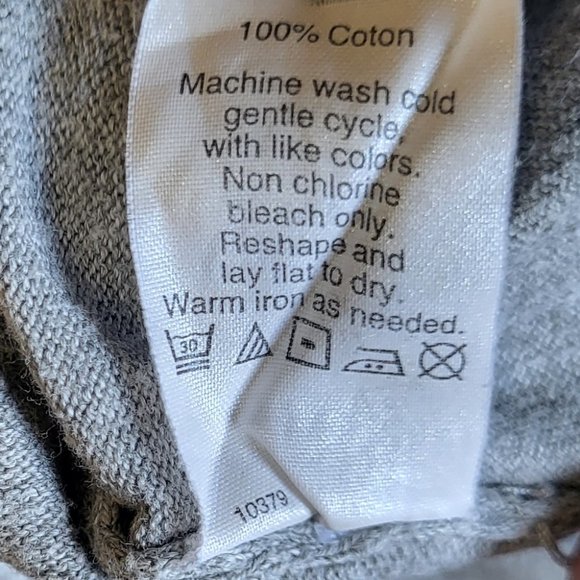 100% Coton
Machine wash cold
gentle cycle,
with like colors.
Non chlorine
bleach only.
Reshape and
lay flat to dry.
Warm iron as needed.
30
10379